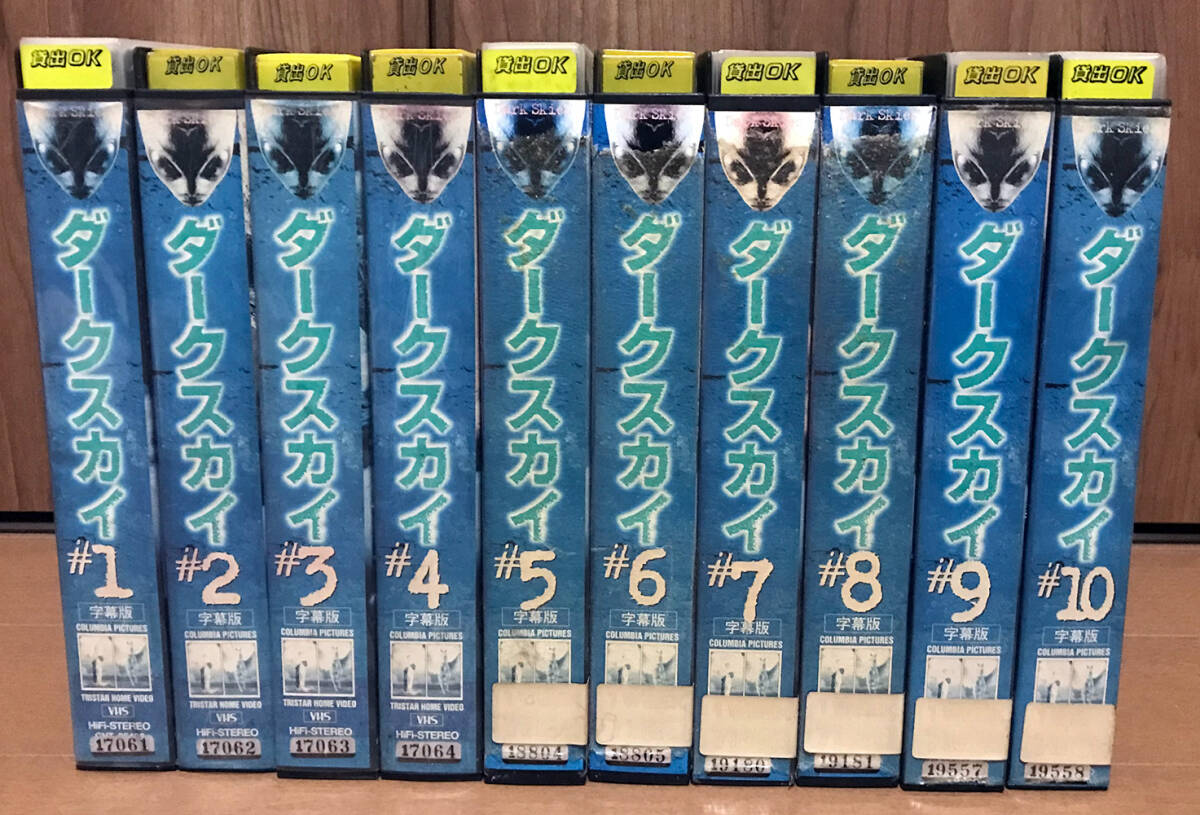 貸出OK
Dark Skies
ダークスカイ
#1
字幕版
COLUMBIA PICTURES
TRISTAR HOME VIDEO
VHS
HiFi-STEREO
17061
貸出OK
ダークスカイ
#2
字幕版
COLUMBIA PICTURES
TRISTAR HOME VIDEO
VHS
HiFi-STEREO
17062
貸出OK
ダークスカイ
#3
字幕版
COLUMBIA PICTURES
TRISTAR HOME VIDEO
VHS
HiFi-STEREO
17063
貸出OK
ダークスカイ
#4
字幕版
COLUMBIA PICTURES
TRISTAR HOME VIDEO
VHS
HiFi-STEREO
17064
貸出OK
ダークスカイ
#5
字幕版
COLUMBIA PICTURES
18804
貸出OK
ダークスカイ
#6
字幕版
COLUMBIA PICTURES
18805
貸出OK
ダークスカイ
#7
字幕版
COLUMBIA PICTURES
19180
貸出OK
ダークスカイ
#8
字幕版
COLUMBIA PICTURES
19181
貸出OK
ダークスカイ
#9
字幕版
COLUMBIA PICTURES
19557
貸出OK
ダークスカイ
#10
字幕版
COLUMBIA PICTURES
19558